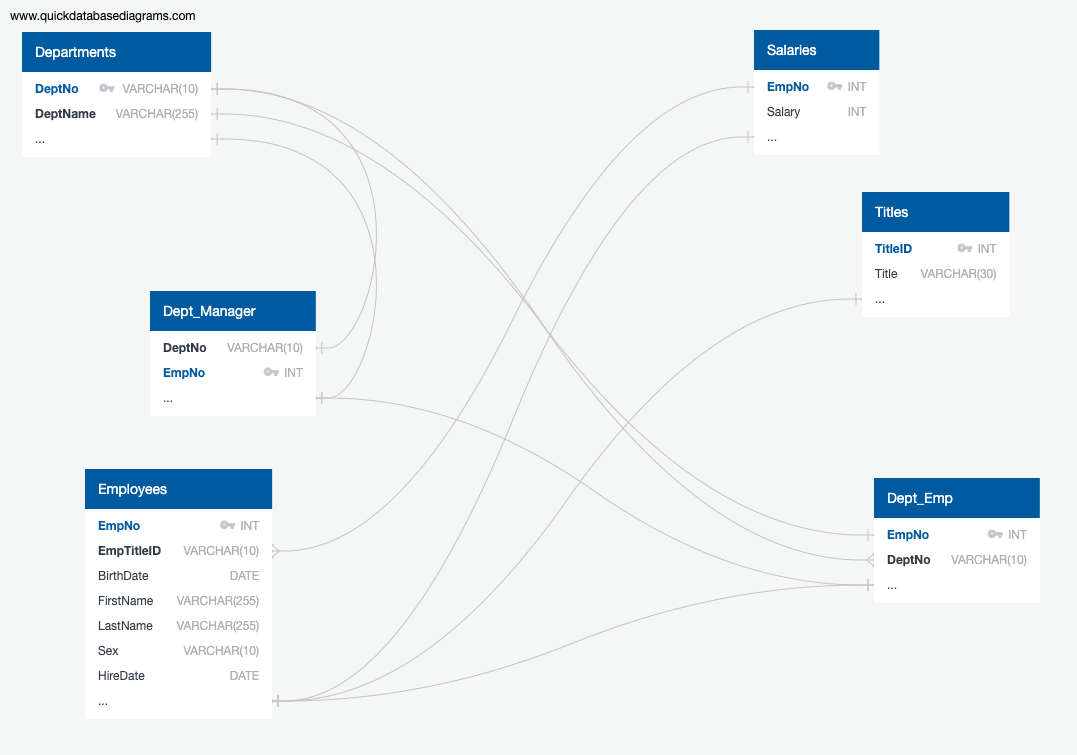 www.quickdatabasediagrams.com
Departments
DeptNo VARCHAR(10)
DeptName VARCHAR(255)
...
Salaries
EmpNo INT
Salary INT
...
Titles
TitleID INT
Title VARCHAR(30)
...
Dept_Manager
DeptNo VARCHAR(10)
EmpNo INT
...
Employees
EmpNo INT
EmpTitleID VARCHAR(10)
BirthDate DATE
FirstName VARCHAR(255)
LastName VARCHAR(255)
Sex VARCHAR(10)
HireDate DATE
...
Dept_Emp
EmpNo INT
DeptNo VARCHAR(10)
...